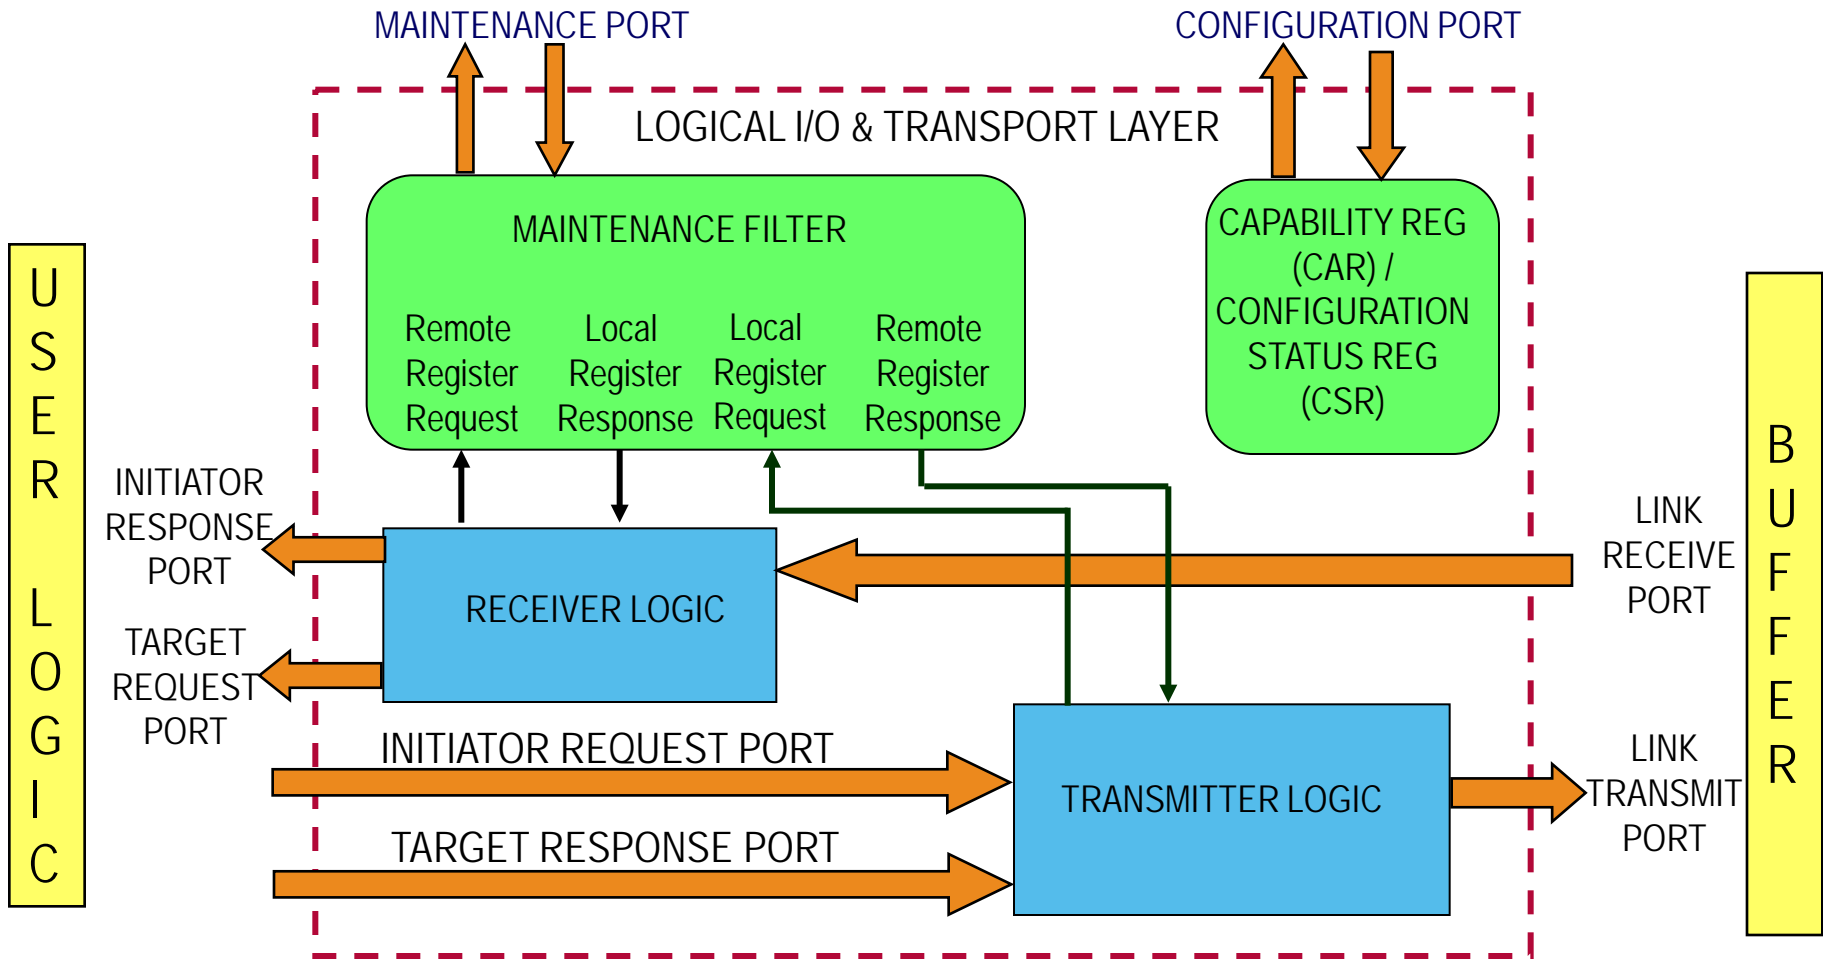 MAINTENANCE PORT
CONFIGURATION PORT
LOGICAL I/O & TRANSPORT LAYER
MAINTENANCE FILTER
Remote
Register
Request
Local
Register
Response
Local
Register
Request
Remote
Register
Response
CAPABILITY REG
(CAR) /
CONFIGURATION
STATUS REG
(CSR)
USER LOGIC
INITIATOR
RESPONSE
PORT
TARGET
REQUEST
PORT
RECEIVER LOGIC
INITIATOR REQUEST PORT
TARGET RESPONSE PORT
TRANSMITTER LOGIC
LINK
RECEIVE
PORT
LINK
TRANSMIT
PORT
BUFFER